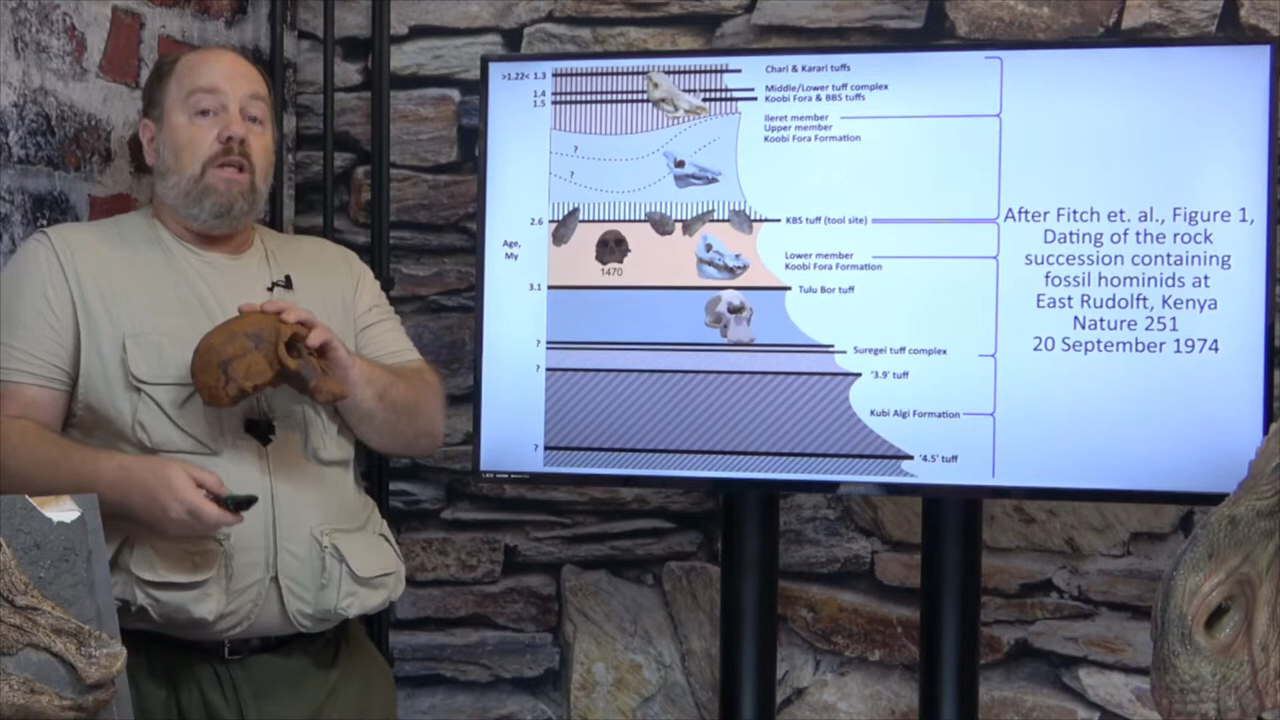 >1.22< 1.3
Chari & Karari tuffs
1.4
Middle/Lower tuff complex
1.5
Koobi Fora & BBS tuffs
Ileret member
Upper member
Koobi Fora Formation
?
?
2.6
KBS tuff (tool site)
Age,
My
1470
Lower member
Koobi Fora Formation
3.1
Tulu Bor tuff
?
Suregei tuff complex
?
'3.9' tuff
Kubi Algi Formation
?
'4.5' tuff
After Fitch et. al., Figure 1,
Dating of the rock
succession containing
fossil hominids at
East Rudolft, Kenya
Nature 251
20 September 1974